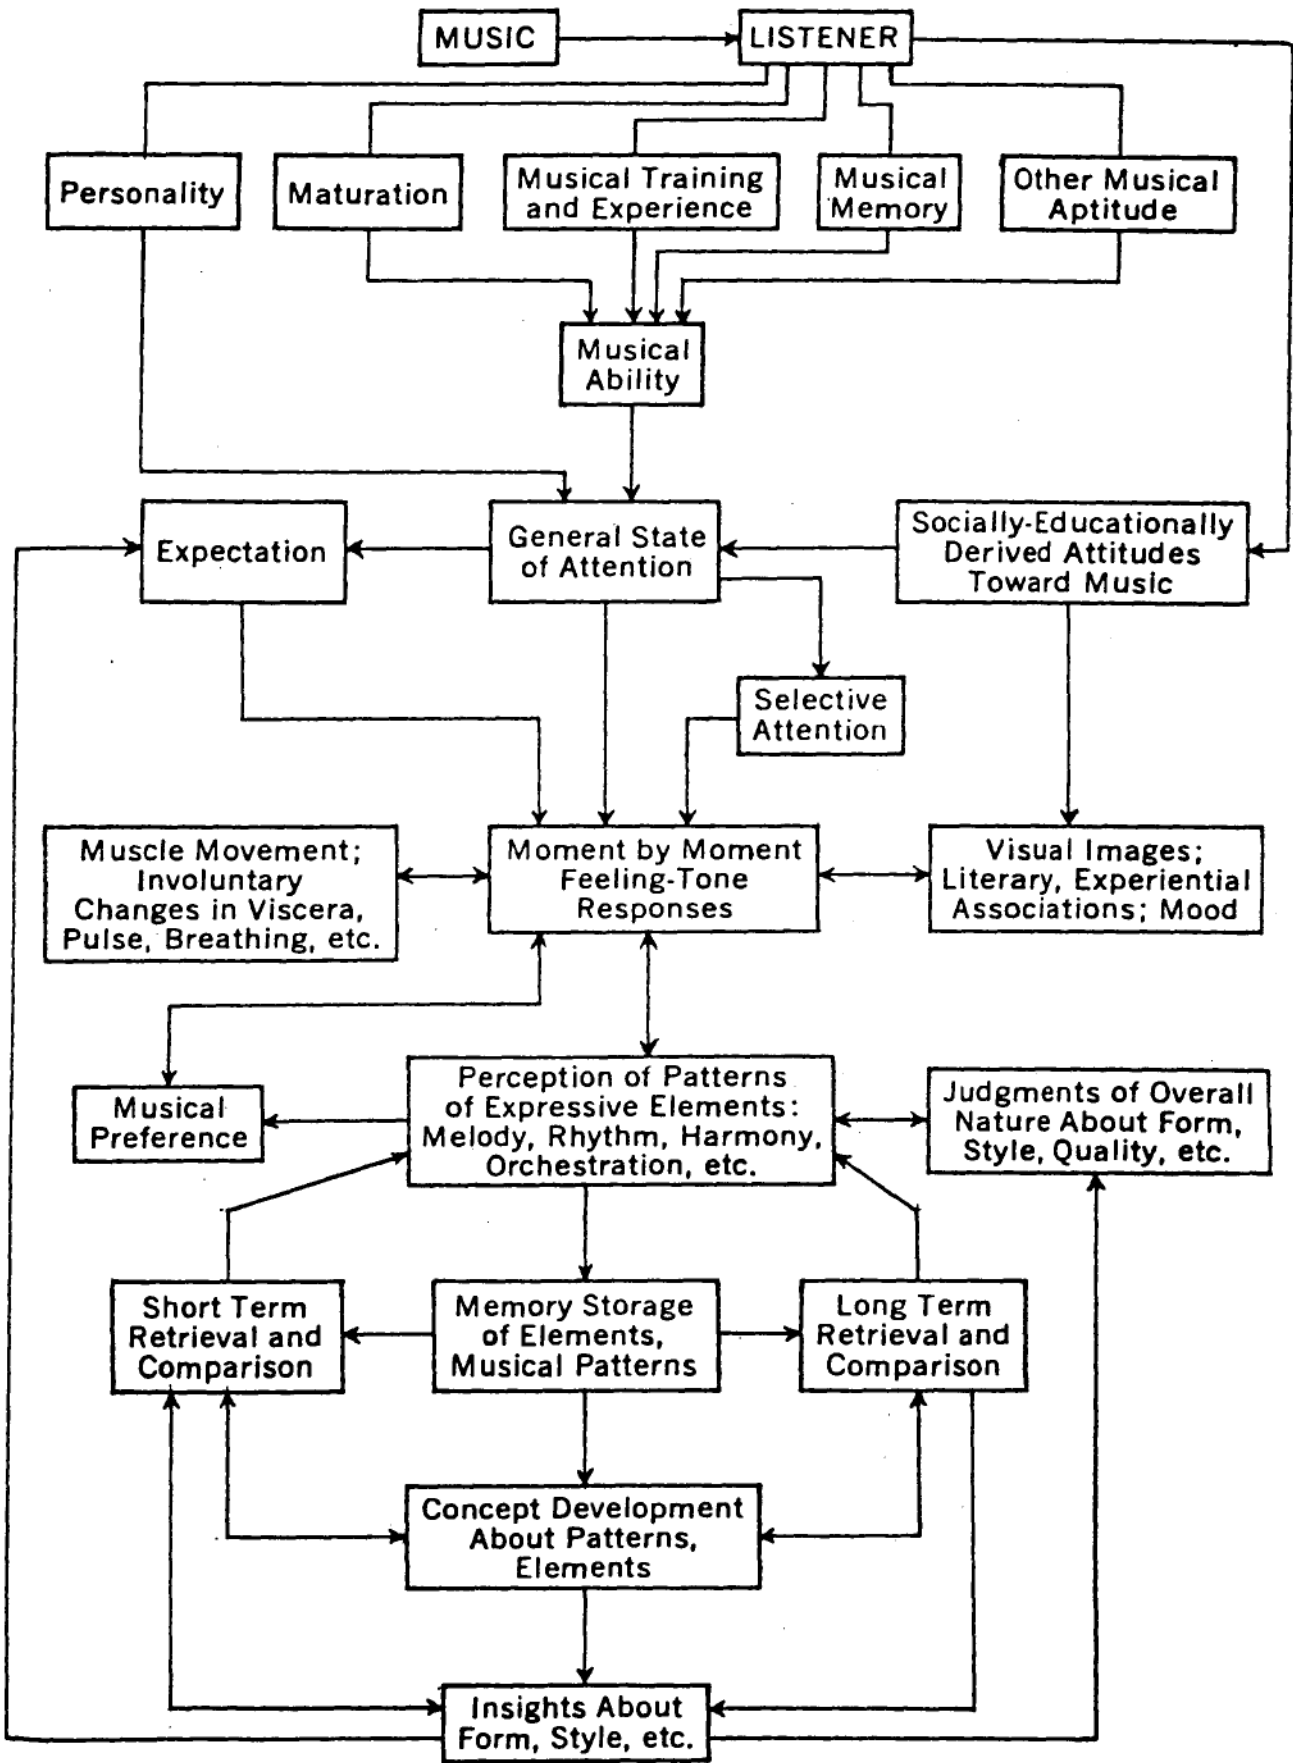 MUSIC
LISTENER
Personality
Maturation
Musical Training
and Experience
Musical
Memory
Other Musical
Aptitude
Musical
Ability
Expectation
General State
of Attention
Socially-Educationally
Derived Attitudes
Toward Music
Selective
Attention
Muscle Movement;
Involuntary
Changes in Viscera,
Pulse, Breathing, etc.
Moment by Moment
Feeling-Tone
Responses
Visual Images;
Literary, Experiential
Associations; Mood
Musical
Preference
Perception of Patterns
of Expressive Elements:
Melody, Rhythm, Harmony,
Orchestration, etc.
Judgments of Overall
Nature About Form,
Style, Quality, etc.
Short Term
Retrieval and
Comparison
Memory Storage
of Elements,
Musical Patterns
Long Term
Retrieval and
Comparison
Concept Development
About Patterns,
Elements
Insights About
Form, Style, etc.